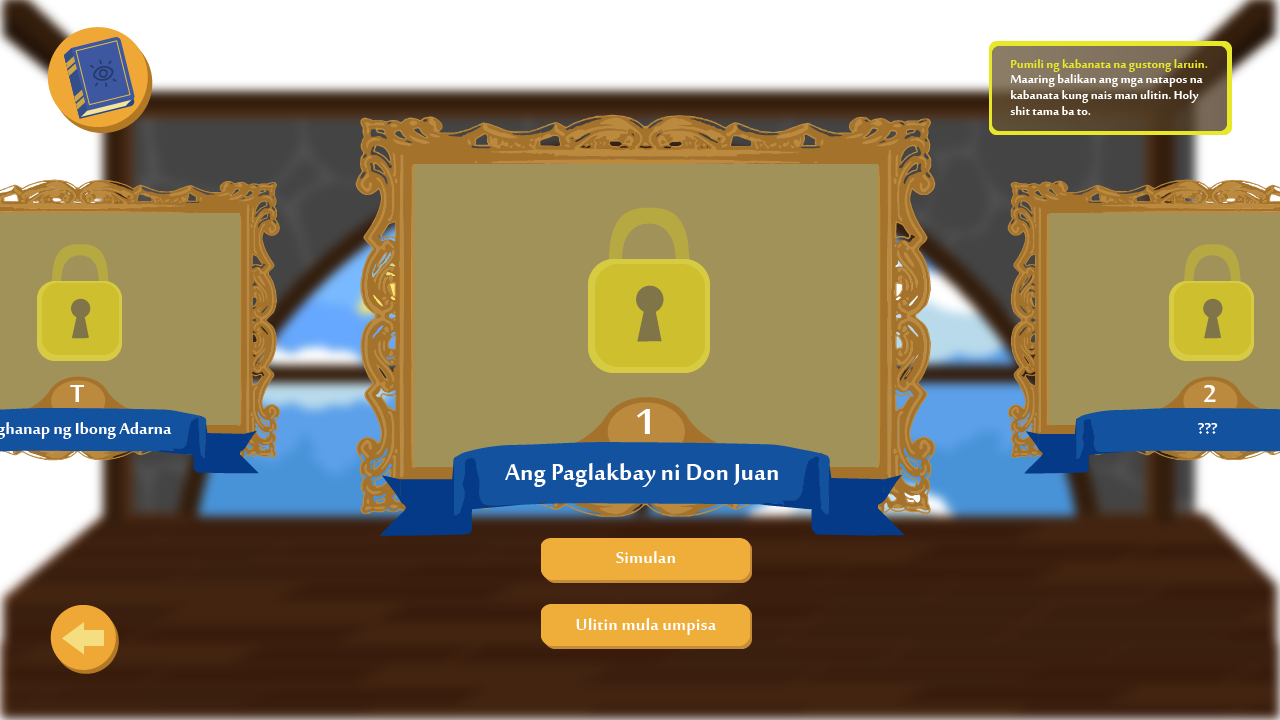 Pumili ng kabanata na gustong laruin.
Maaring balikan ang mga natapos na
kabanata kung nais man ulitin. Holy
shit tama ba to.
T
ghanap ng Ibong Adarna
1
Ang Paglakbay ni Don Juan
2
???
Simulan
Ulitin mula umpisa